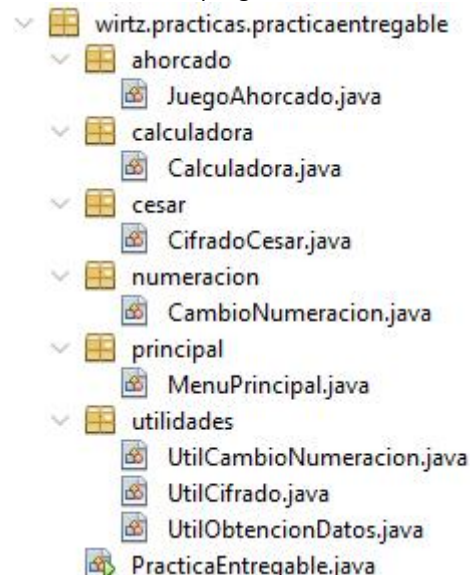 wirtz.practicas.practicaentregable
ahorcado
JuegoAhorcado.java
calculadora
Calculadora.java
cesar
CifradoCesar.java
numeracion
CambioNumeracion.java
principal
MenuPrincipal.java
utilidades
UtilCambioNumeracion.java
UtilCifrado.java
UtilObtencionDatos.java
PracticaEntregable.java